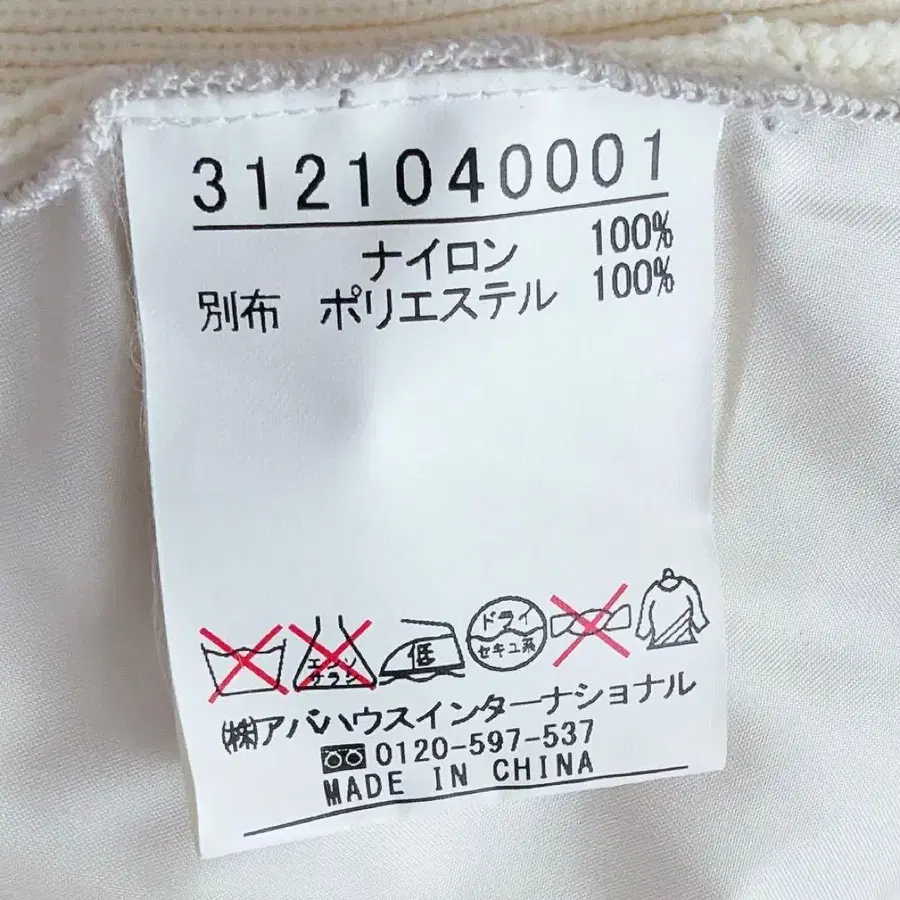 3121040001
ナイロン 100%
別布 ポリエステル 100%
エンソ サラシ
低
ドライ
セキユ系
㈱アバハウスインターナショナル
0120-597-537
MADE IN CHINA